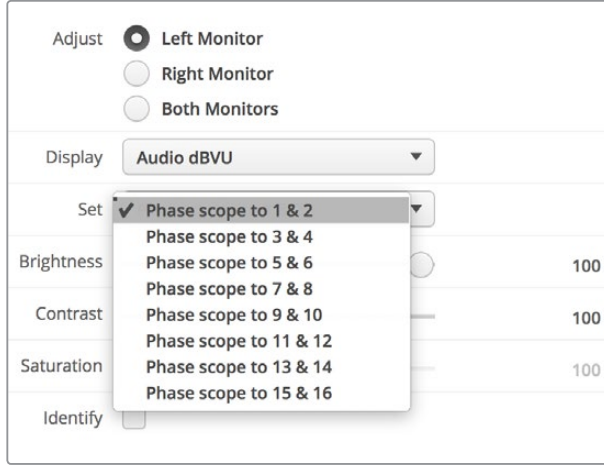 Adjust Left Monitor
Right Monitor
Both Monitors
Display Audio dBVU
Set ✓ Phase scope to 1 & 2
Phase scope to 3 & 4
Brightness Phase scope to 5 & 6 100
Phase scope to 7 & 8
Contrast Phase scope to 9 & 10 100
Phase scope to 11 & 12
Saturation Phase scope to 13 & 14 100
Phase scope to 15 & 16
Identify